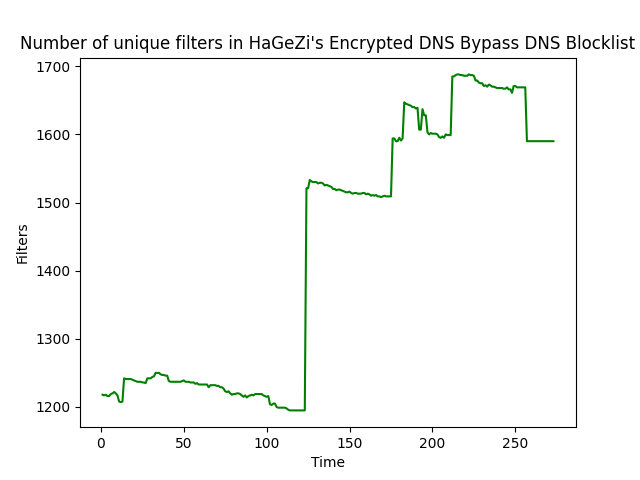 Number of unique filters in HaGeZi's Encrypted DNS Bypass DNS Blocklist
1700
1600
1500
1400
1300
1200
Filters
0 50 100 150 200 250
Time